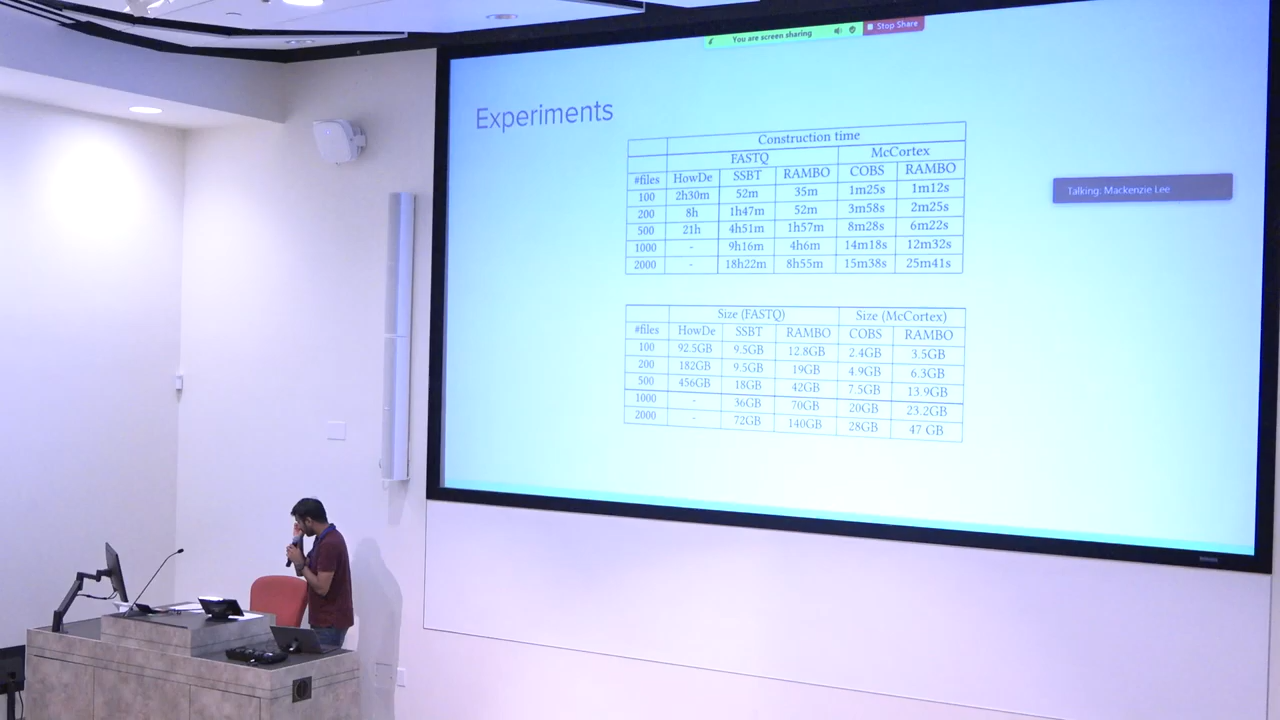 You are screen sharing
Stop Share
Experiments
Construction time
FASTQ McCortex
#files HowDe SSBT RAMBO COBS RAMBO
100 2h30m 52m 35m 1m25s 1m12s
200 8h 1h47m 52m 3m58s 2m25s
500 21h 4h51m 1h57m 8m28s 6m22s
1000 - 9h16m 4h6m 14m18s 12m32s
2000 - 18h22m 8h55m 15m38s 25m41s
Talking: Mackenzie Lee
Size (FASTQ) Size (McCortex)
#files HowDe SSBT RAMBO COBS RAMBO
100 92.5GB 9.5GB 12.8GB 2.4GB 3.5GB
200 182GB 9.5GB 19GB 4.9GB 6.3GB
500 456GB 18GB 42GB 7.5GB 13.9GB
1000 - 36GB 70GB 20GB 23.2GB
2000 - 72GB 140GB 28GB 47 GB